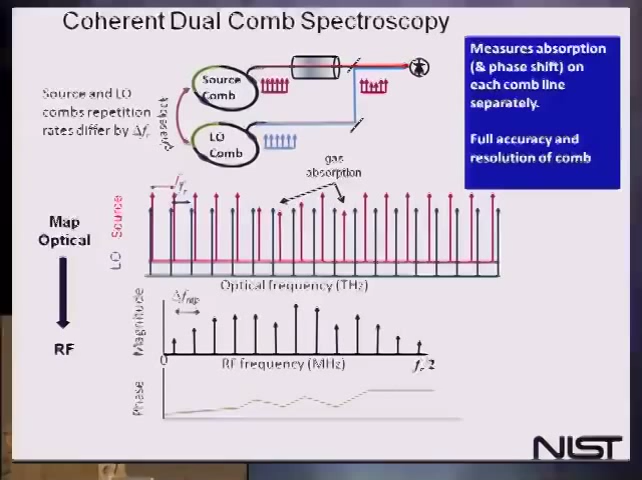 Coherent Dual Comb Spectroscopy
Source
Comb
Source and LO
combs repetition
rates differ by Δfr
phaselock
LO
Comb
Measures absorption
(& phase shift) on
each comb line
separately.
Full accuracy and
resolution of comb
gas
absorption
fr
Map
Optical
RF
Source
LO
Optical frequency (THz)
Δfrep
Magnitude
0
RF frequency (MHz)
fr/2
Phase
NIST